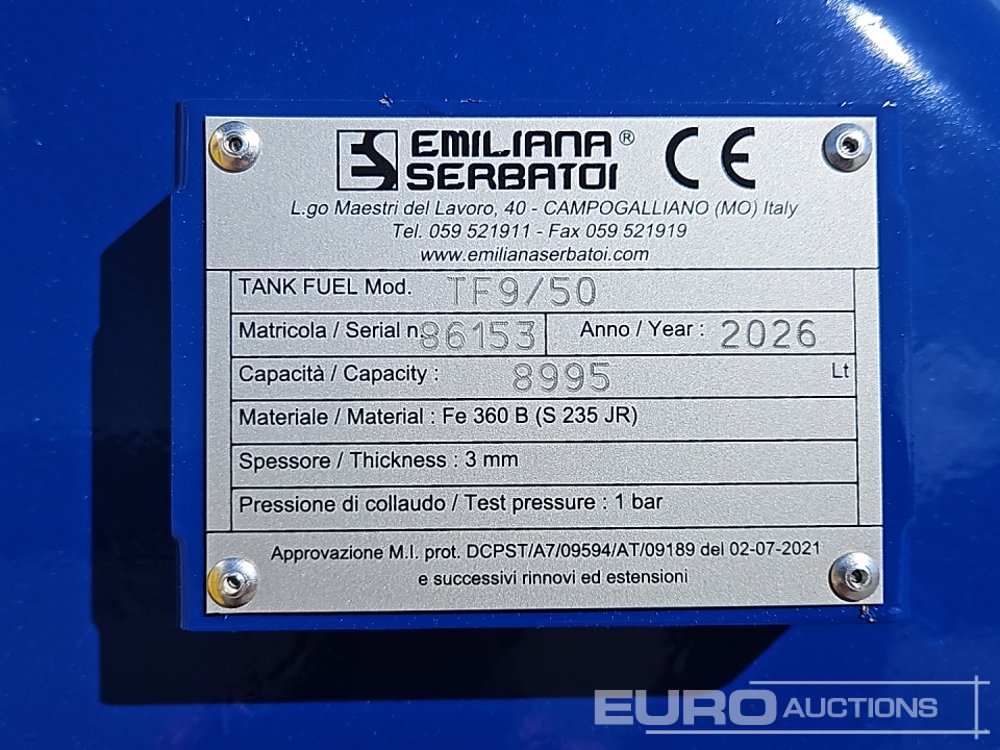 EMILIANA®
SERBATOI
CE
L.go Maestri del Lavoro, 40 - CAMPOGALLIANO (MO) Italy
Tel. 059 521911 - Fax 059 521919
www.emilianaserbatoi.com
TANK FUEL Mod. TF9/50
Matricola / Serial n. 86153 Anno / Year : 2026
Capacità / Capacity : 8995 Lt
Materiale / Material : Fe 360 B (S 235 JR)
Spessore / Thickness : 3 mm
Pressione di collaudo / Test pressure : 1 bar
Approvazione M.I. prot. DCPST/A7/09594/AT/09189 del 02-07-2021
e successivi rinnovi ed estensioni
EURO AUCTIONS